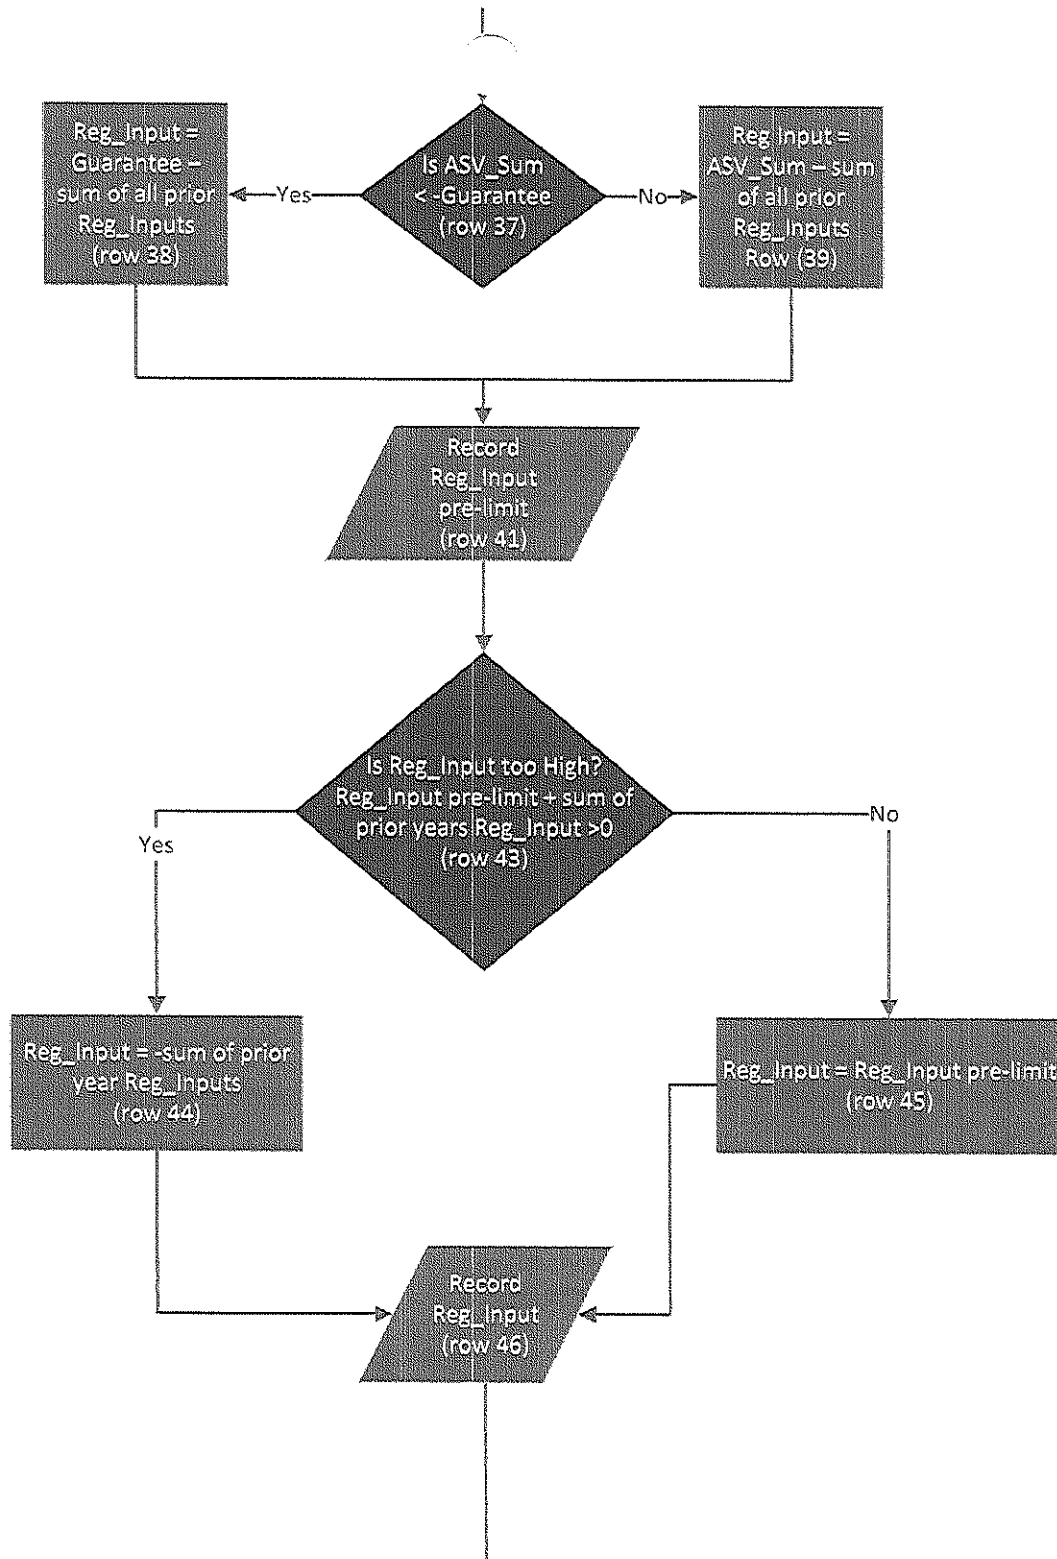 Reg_Input =
Guarantee –
sum of all prior
Reg_Inputs
(row 38)
Yes
Is ASV_Sum
< -Guarantee
(row 37)
No
Reg Input =
ASV_Sum – sum
of all prior
Reg_Inputs
Row (39)
Record
Reg_Input
pre-limit
(row 41)
Is Reg_Input too High?
Reg_Input pre-limit + sum of
prior years Reg_Input >0
(row 43)
Yes
No
Reg_Input = -sum of prior
year Reg_Inputs
(row 44)
Reg_Input = Reg_Input pre-limit
(row 45)
Record
Reg_Input
(row 46)